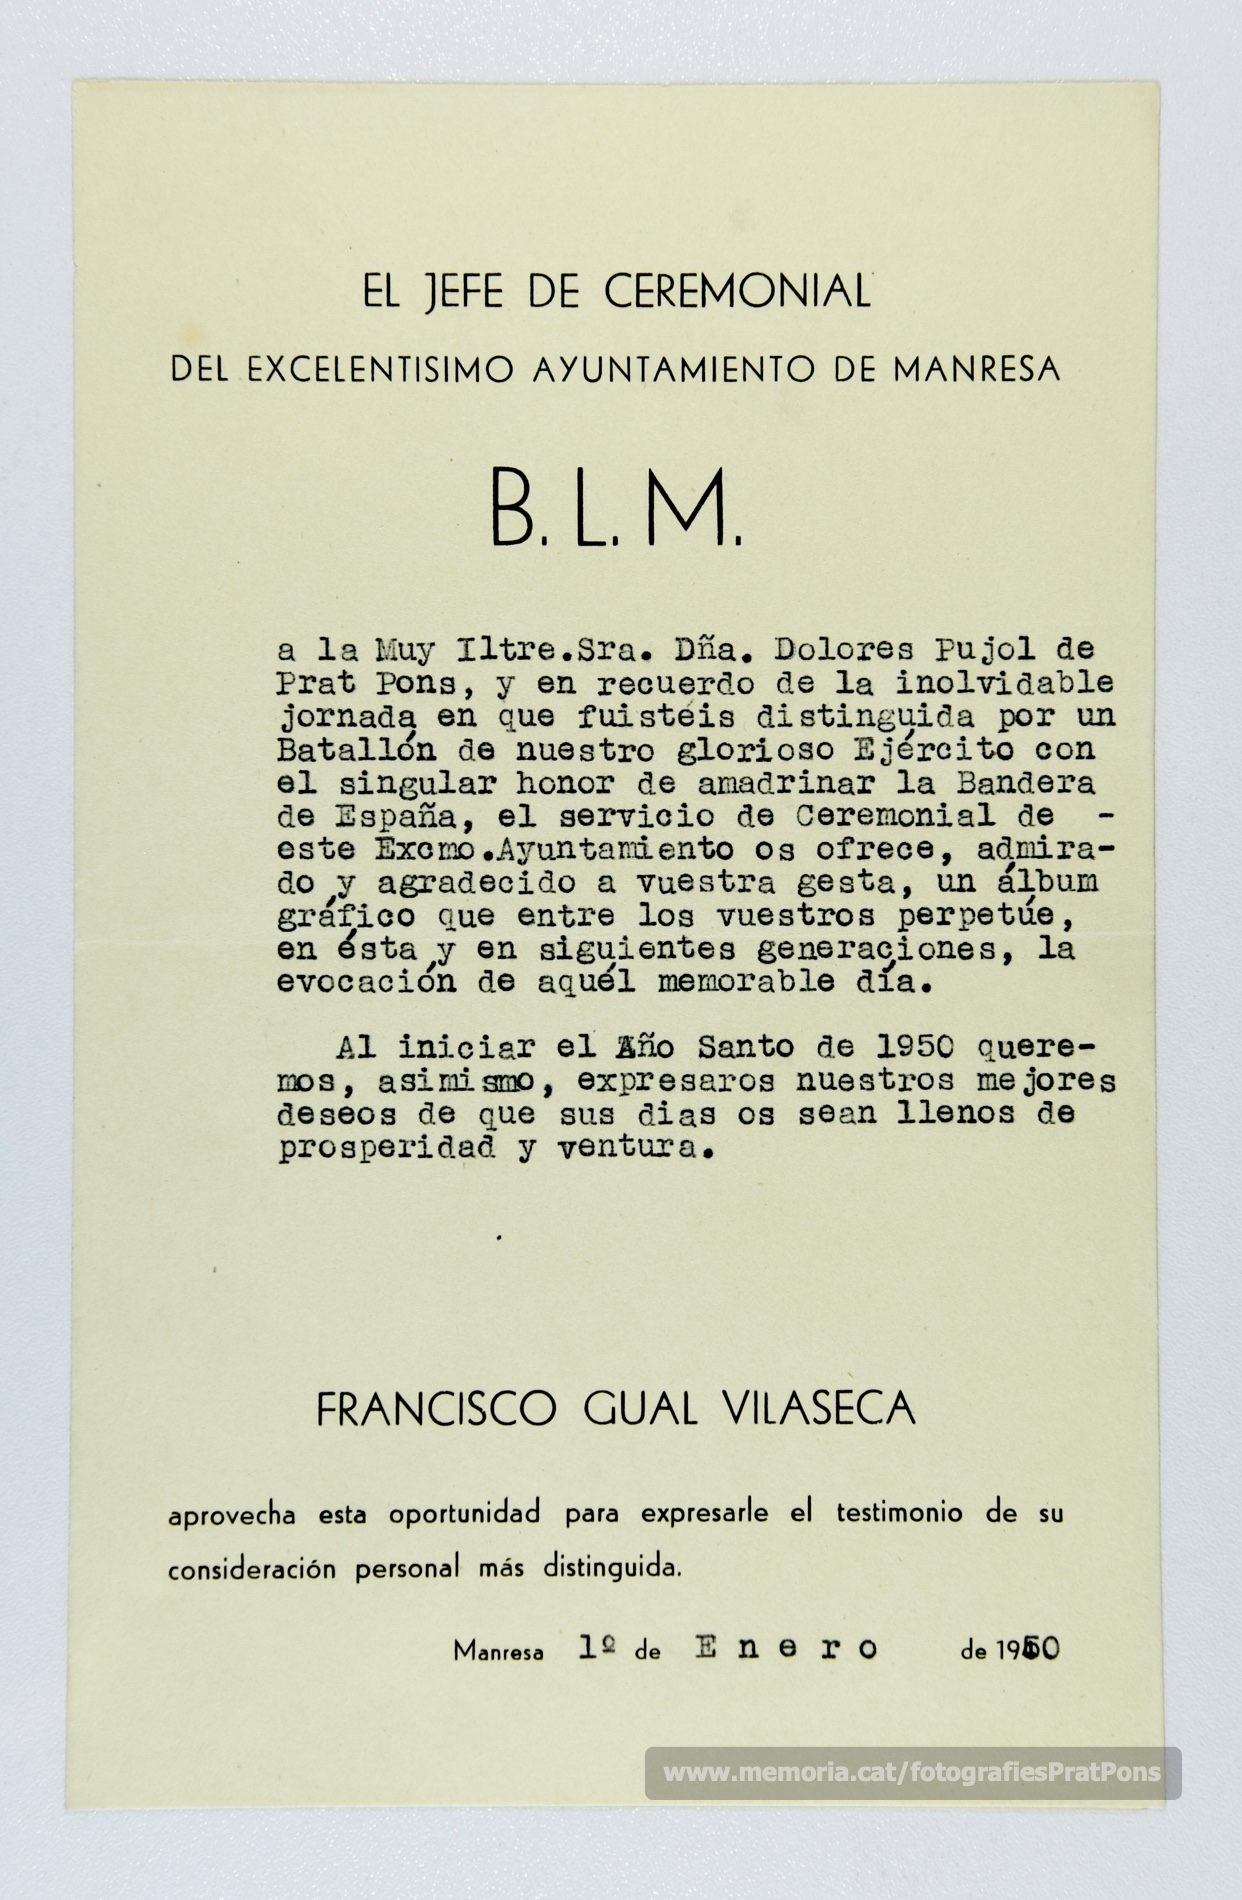 EL JEFE DE CEREMONIAL
DEL EXCELENTISIMO AYUNTAMIENTO DE MANRESA
B. L. M.
a la Muy Iltre.Sra. Dña. Dolores Pujol de
Prat Pons, y en recuerdo de la inolvidable
jornada en que fuistéis distinguida por un
Batallón de nuestro glorioso Ejército con
el singular honor de amadrinar la Bandera
de España, el servicio de Ceremonial de -
este Excmo.Ayuntamiento os ofrece, admira-
do y agradecido a vuestra gesta, un álbum
gráfico que entre los vuestros perpetúe,
en ésta y en siguientes generaciones, la
evocación de aquél memorable día.
Al iniciar el Año Santo de 1950 quere-
mos, asimismo, expresaros nuestros mejores
deseos de que sus dias os sean llenos de
prosperidad y ventura.
FRANCISCO GUAL VILASECA
aprovecha esta oportunidad para expresarle el testimonio de su
consideración personal más distinguida.
Manresa 1º de Enero de 1950
www.memoria.cat/fotografiesPratPons